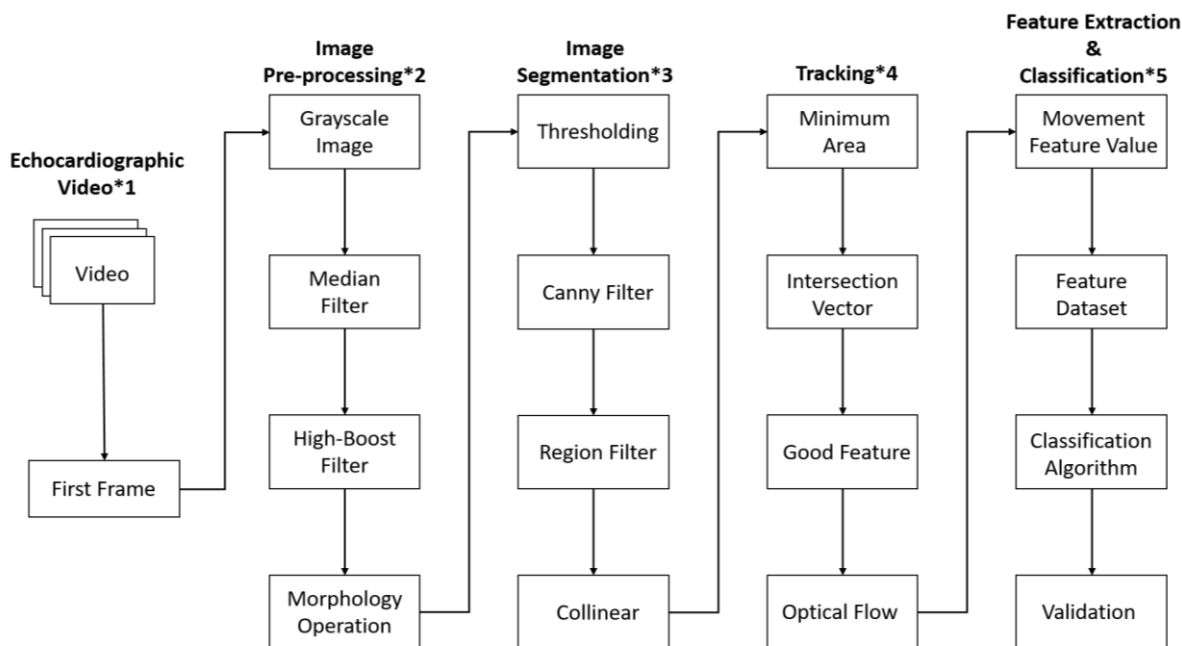 Echocardiographic
Video*1
Video
First Frame
Image
Pre-processing*2
Grayscale
Image
Median
Filter
High-Boost
Filter
Morphology
Operation
Image
Segmentation*3
Thresholding
Canny Filter
Region Filter
Collinear
Tracking*4
Minimum
Area
Intersection
Vector
Good Feature
Optical Flow
Feature Extraction
&
Classification*5
Movement
Feature Value
Feature
Dataset
Classification
Algorithm
Validation